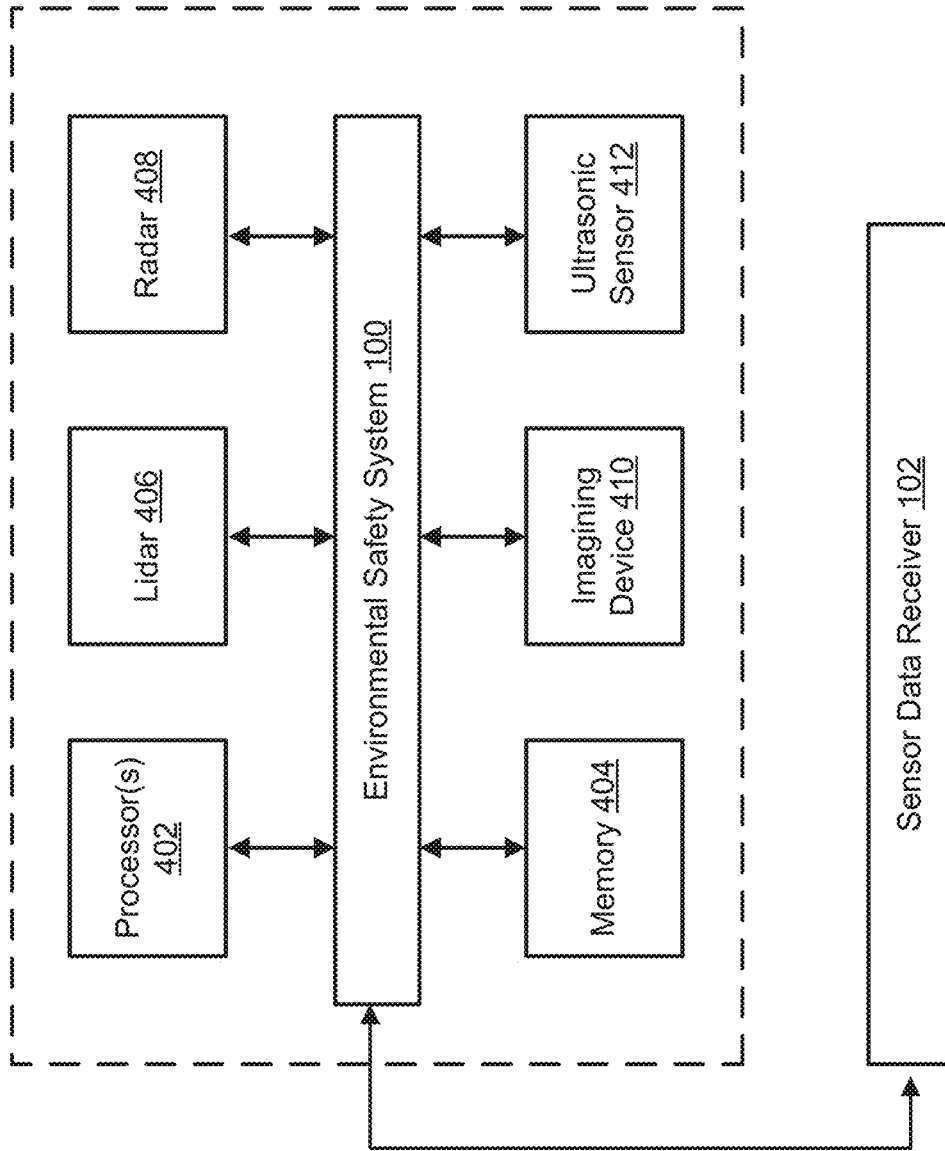 Processor(s)
402
Lidar 406
Radar 408
Environmental Safety System 100
Memory 404
Imagining
Device 410
Ultrasonic
Sensor 412
Sensor Data Receiver 102